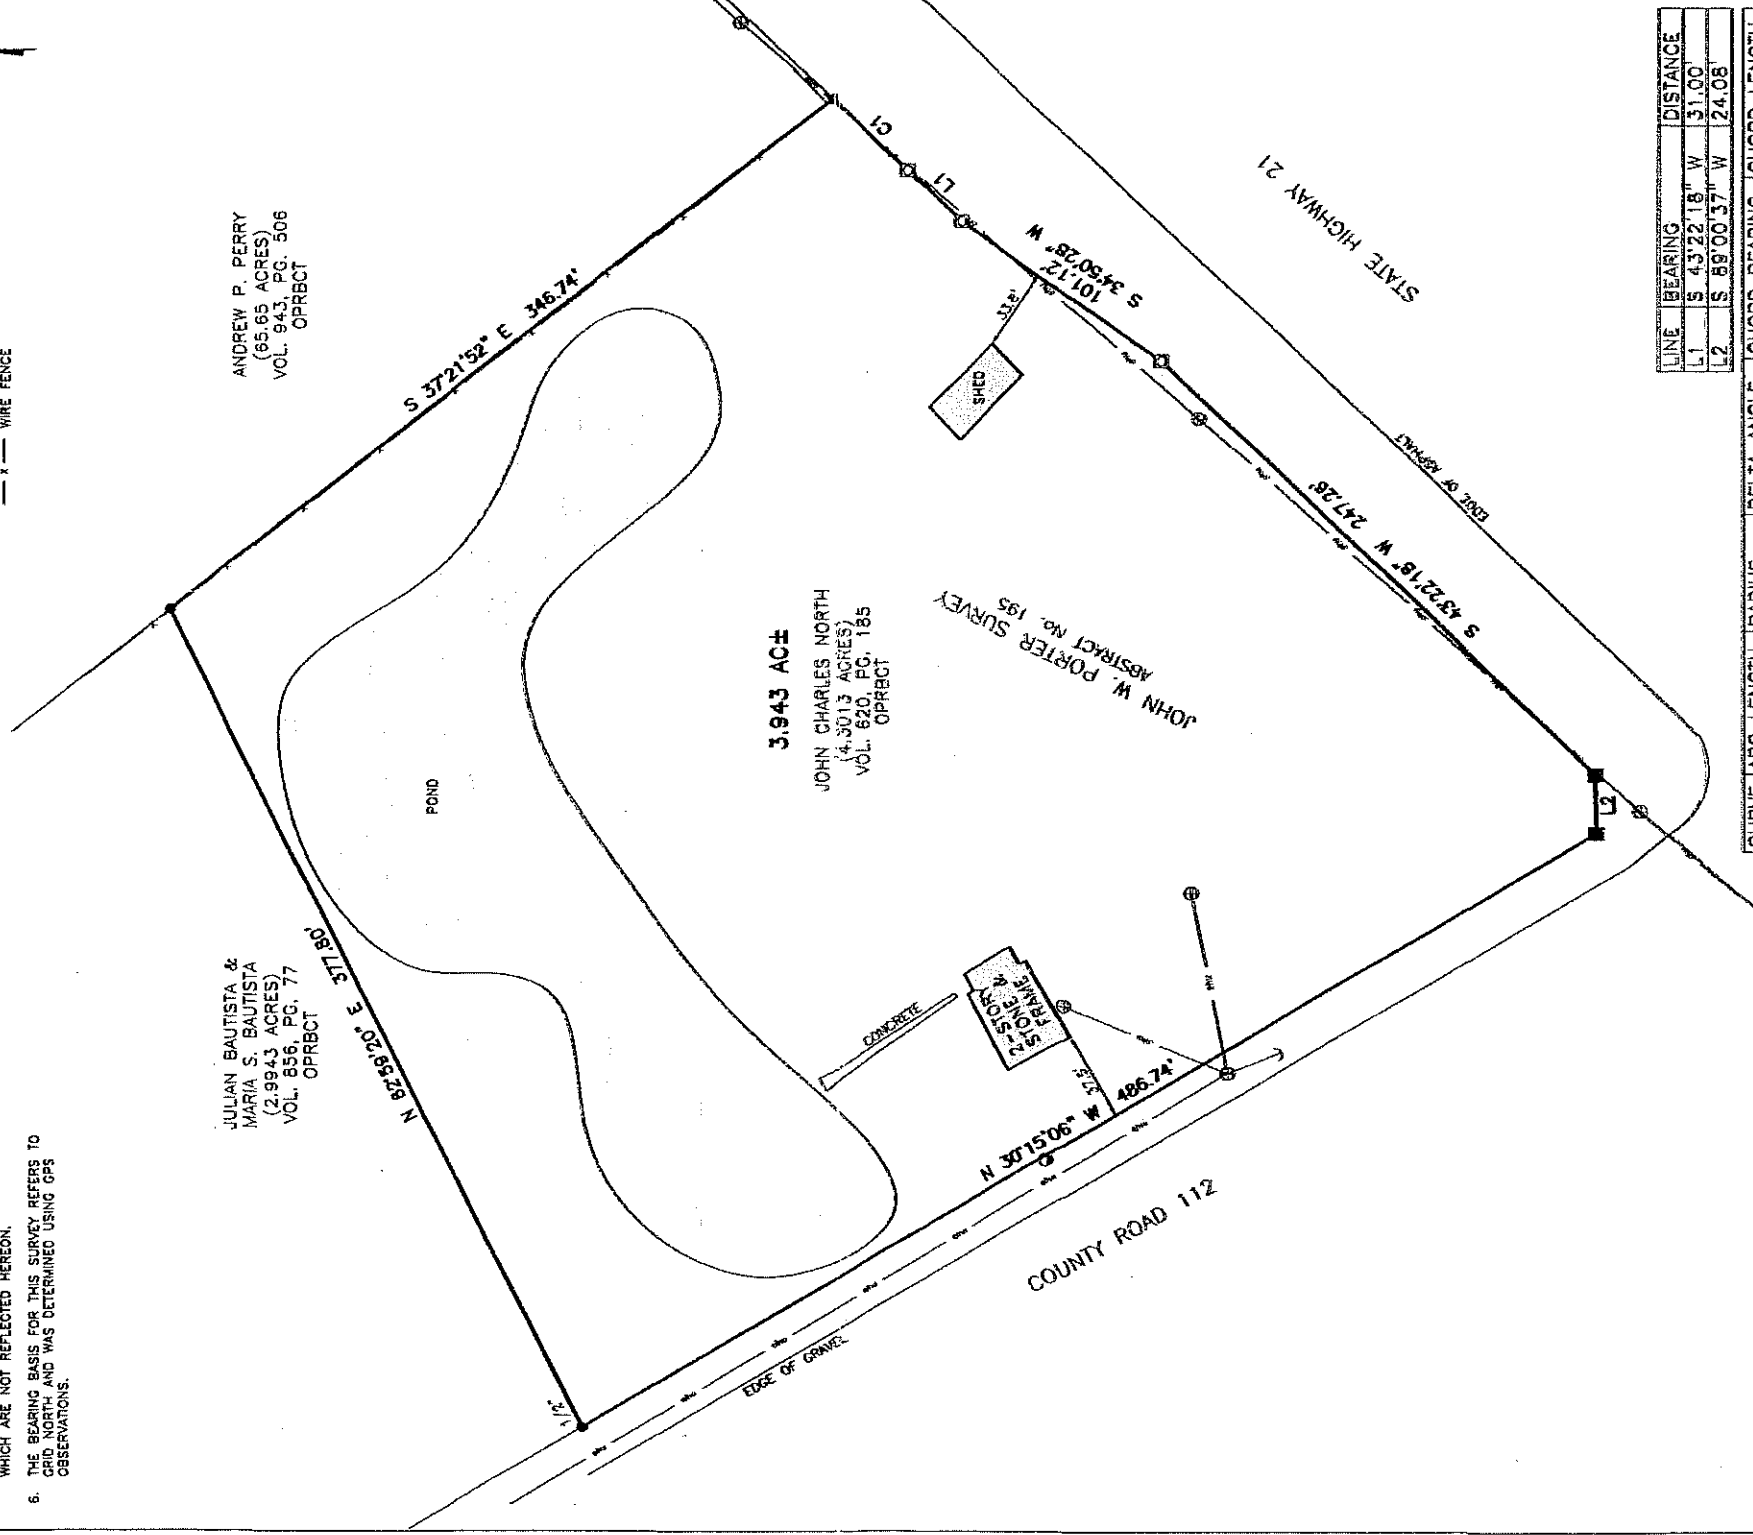 WIRE FENCE
WHICH ARE NOT REFLECTED HEREON.
6. THE BEARING BASIS FOR THIS SURVEY REFERS TO
GRID NORTH AND WAS DETERMINED USING GPS
OBSERVATIONS.
ANDREW P. PERRY
(65.65 ACRES)
VOL. 943, PG. 506
OPRBCT
S 37°21'52" E 346.74'
JULIAN BAUTISTA &
MARIA S. BAUTISTA
(2.9943 ACRES)
VOL. 856, PG. 77
OPRBCT
N 82°59'20" E 377.80'
1/2"
POND
3.943 AC±
JOHN CHARLES NORTH
(4.3013 ACRES)
VOL. 620, PG. 185
OPRBCT
JOHN W. PORTER SURVEY
ABSTRACT No. 195
SHED
33.8'
C1
L1
101.12'
S 34°50'28" W
S 43°22'18" W 247.28'
L2
STATE HIGHWAY 21
EDGE OF ASPHALT
CONCRETE
2-STORY
STONE &
FRAME
37.5'
N 30°15'06" W 486.74'
EDGE OF GRAVEL
COUNTY ROAD 112
LINE BEARING DISTANCE
L1 S 43°22'18" W 31.00'
L2 S 89°00'37" W 24.08'